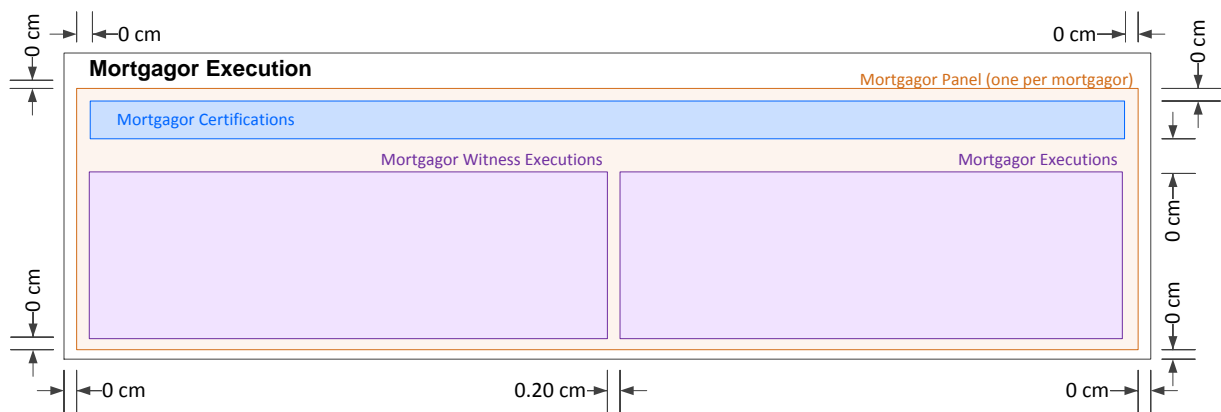 0 cm
0 cm
0 cm
0 cm
Mortgagor Execution
Mortgagor Panel (one per mortgagor)
Mortgagor Certifications
Mortgagor Witness Executions
Mortgagor Executions
0 cm
0 cm
0 cm
0 cm
0.20 cm
0 cm